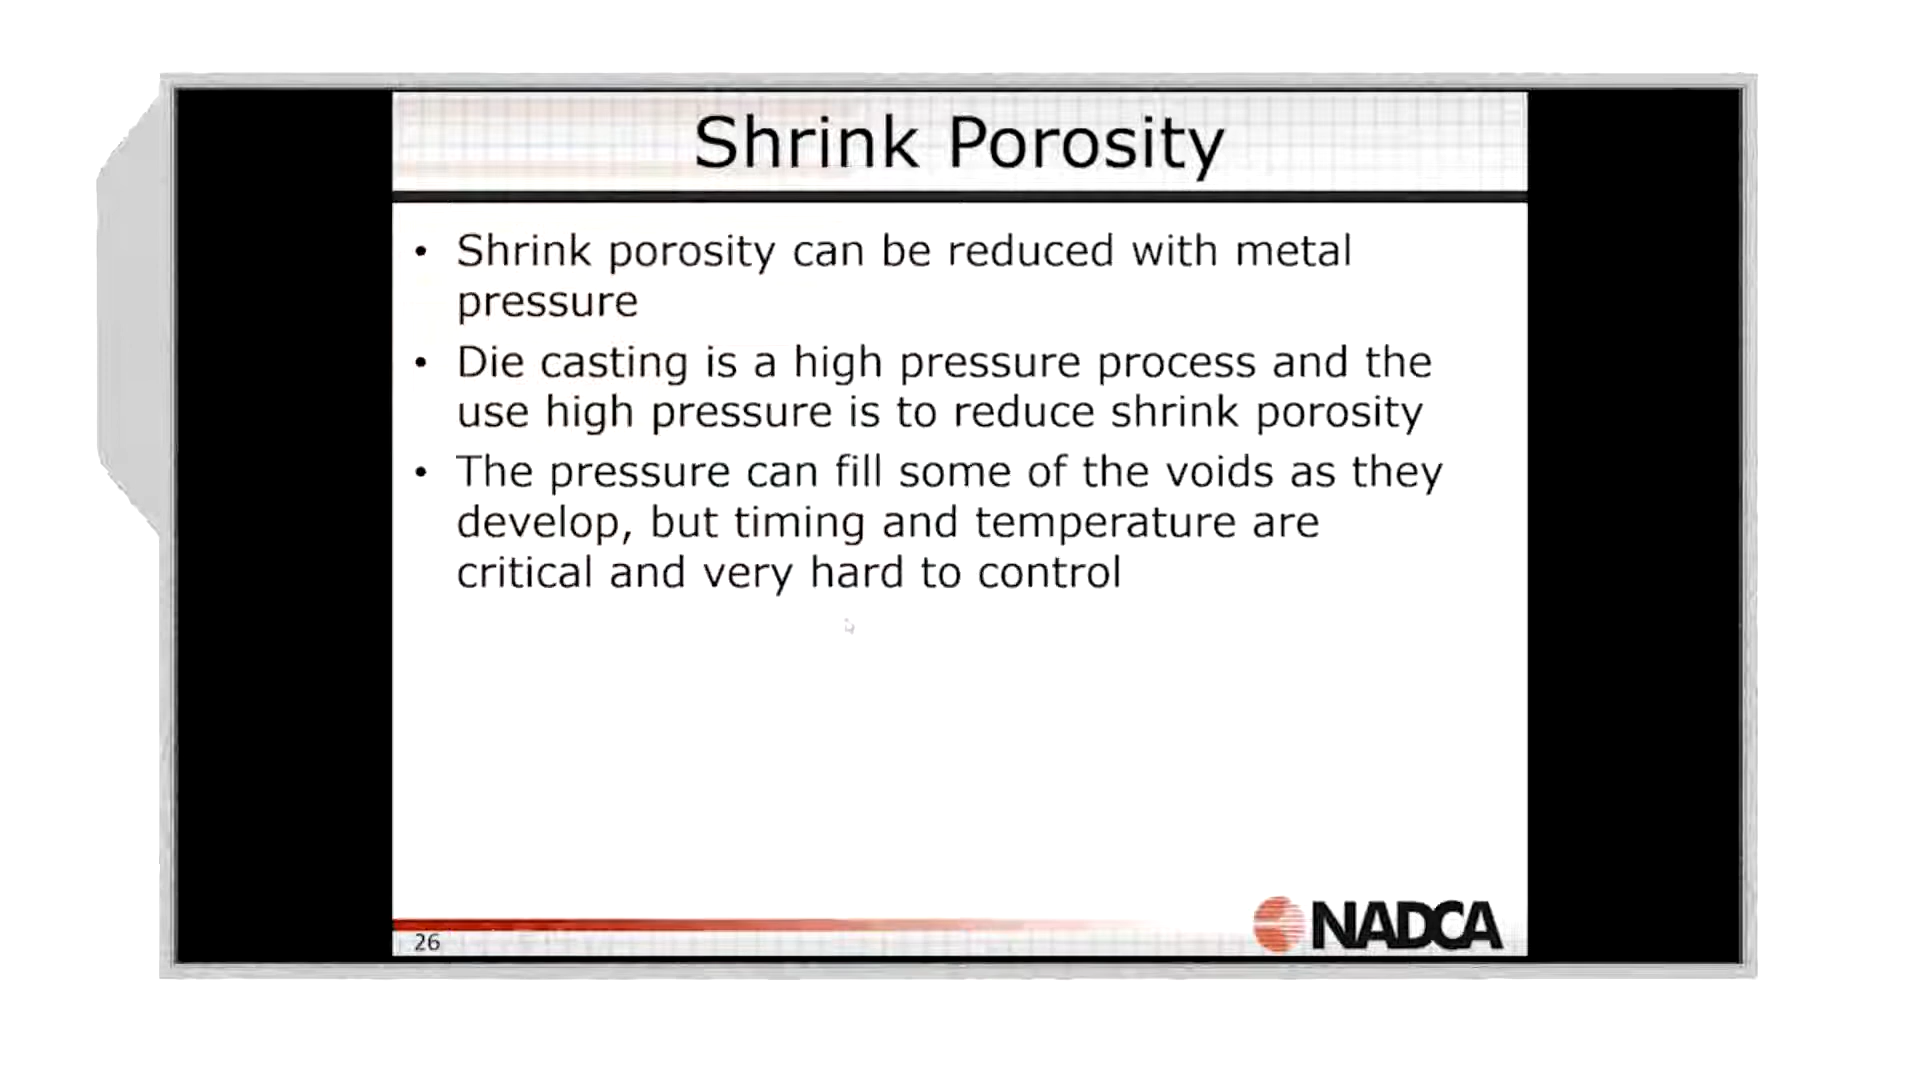 Shrink Porosity
• Shrink porosity can be reduced with metal
pressure
• Die casting is a high pressure process and the
use high pressure is to reduce shrink porosity
• The pressure can fill some of the voids as they
develop, but timing and temperature are
critical and very hard to control
26
NADCA